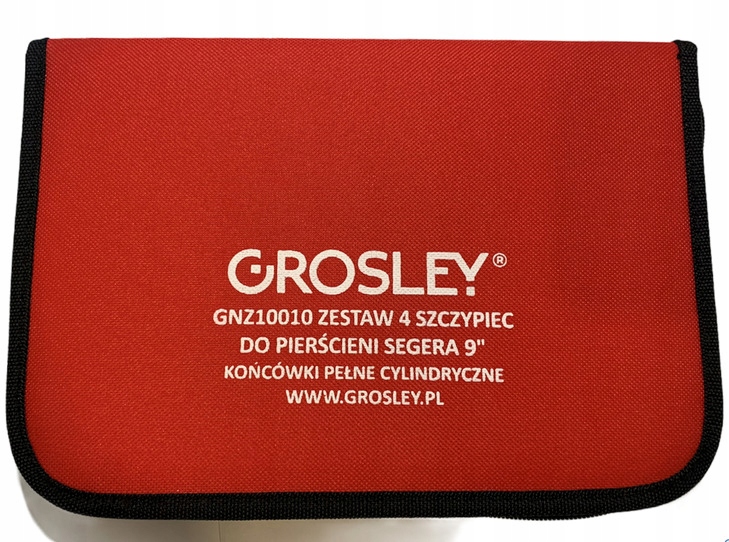 GROSLEY®
GNZ10010 ZESTAW 4 SZCZYPIEC
DO PIERŚCIENI SEGERA 9"
KOŃCÓWKI PEŁNE CYLINDRYCZNE
WWW.GROSLEY.PL